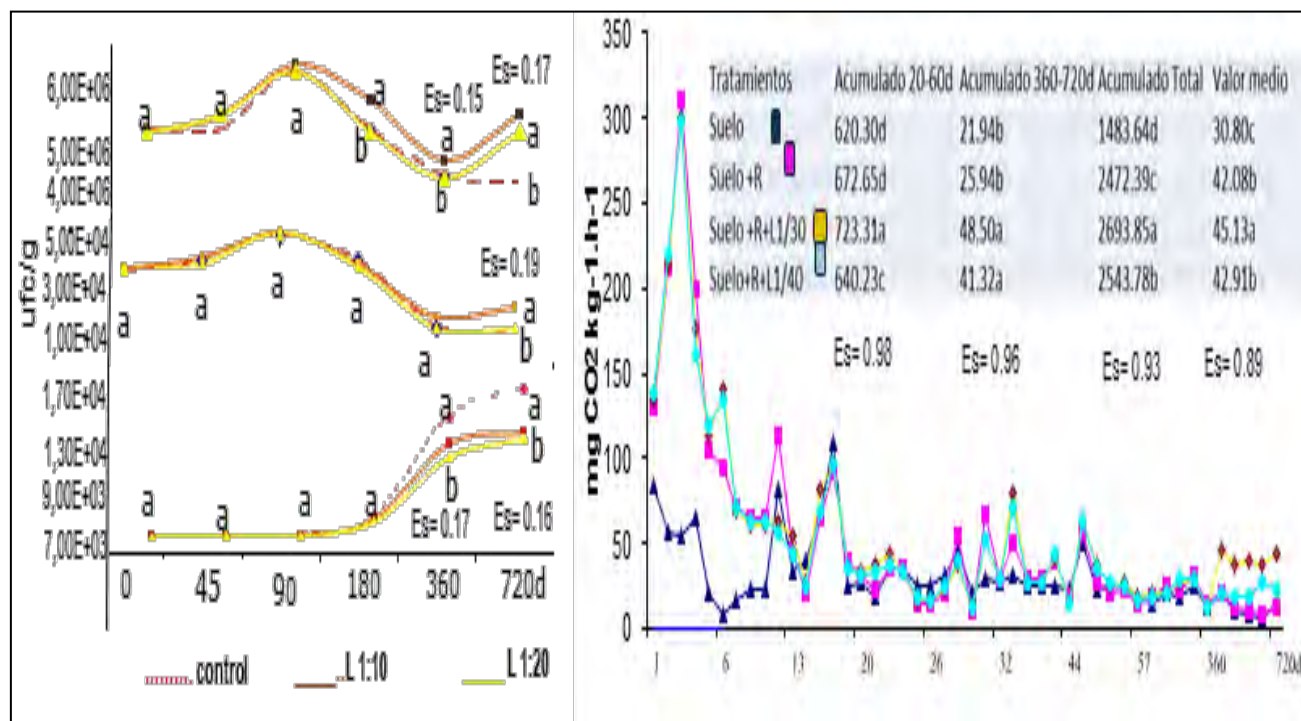 ufc/g
6,00E+06
5,00E+06
4,00E+06
5,00E+04
3,00E+04
1,00E+04
1,70E+04
1,30E+04
9,00E+03
7,00E+03
a a a a a a
b b b
Es= 0.15
Es= 0.17
a a a a a a
b
Es= 0.19
a a a a a a
b b
Es= 0.17
Es= 0.16
0 45 90 180 360 720d
control L 1:10 L 1:20
mg CO2 kg-1.h-1
350
300
250
200
150
100
50
0
Tratamientos Acumulado 20-60d Acumulado 360-720d Acumulado Total Valor medio
Suelo 620.30d 21.94b 1483.64d 30.80c
Suelo +R 672.65d 25.94b 2472.39c 42.08b
Suelo +R+L1/30 723.31a 48.50a 2693.85a 45.13a
Suelo+R+L1/40 640.23c 41.32a 2543.78b 42.91b
Es= 0.98 Es= 0.96 Es= 0.93 Es= 0.89
1 6 13 20 26 32 44 57 360 720d